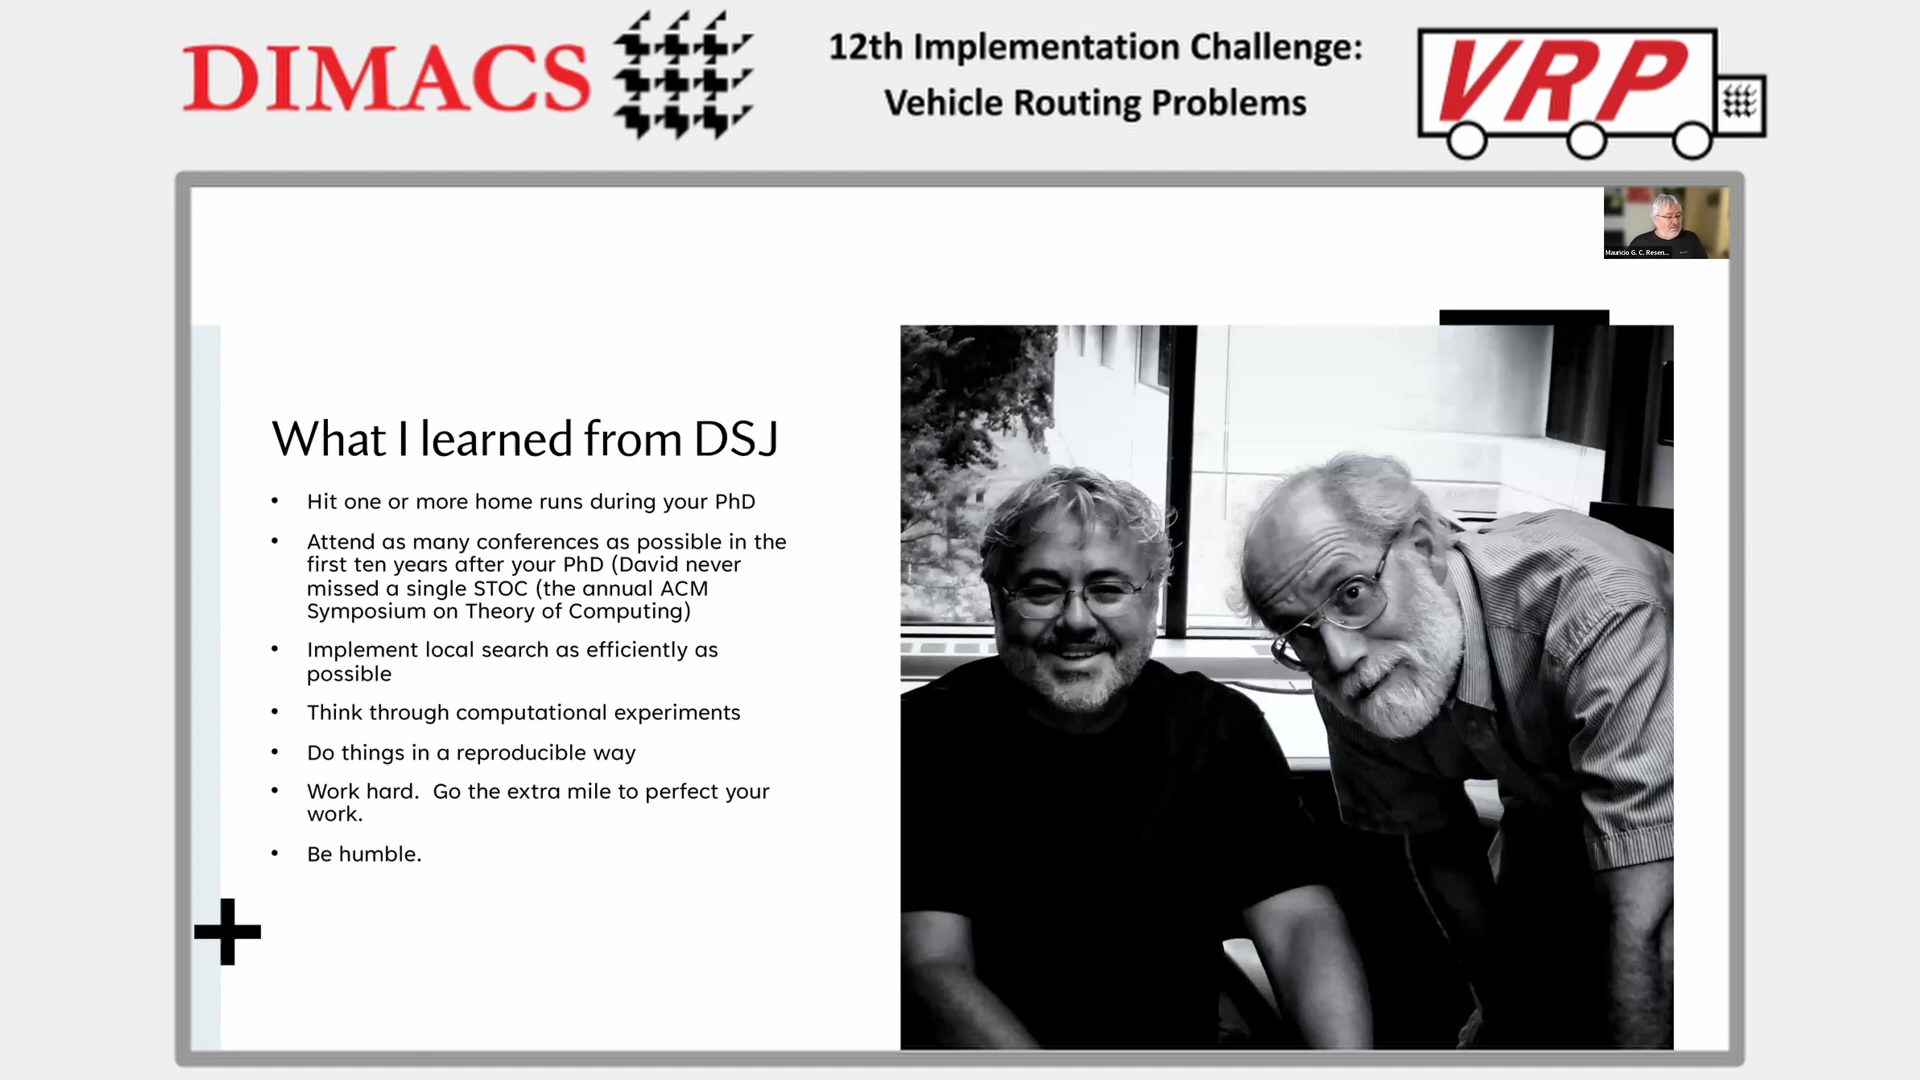 DIMACS
12th Implementation Challenge:
Vehicle Routing Problems
VRP
Mauricio G. C. Resen...
What I learned from DSJ
• Hit one or more home runs during your PhD
• Attend as many conferences as possible in the
first ten years after your PhD (David never
missed a single STOC (the annual ACM
Symposium on Theory of Computing)
• Implement local search as efficiently as
possible
• Think through computational experiments
• Do things in a reproducible way
• Work hard.  Go the extra mile to perfect your
work.
• Be humble.